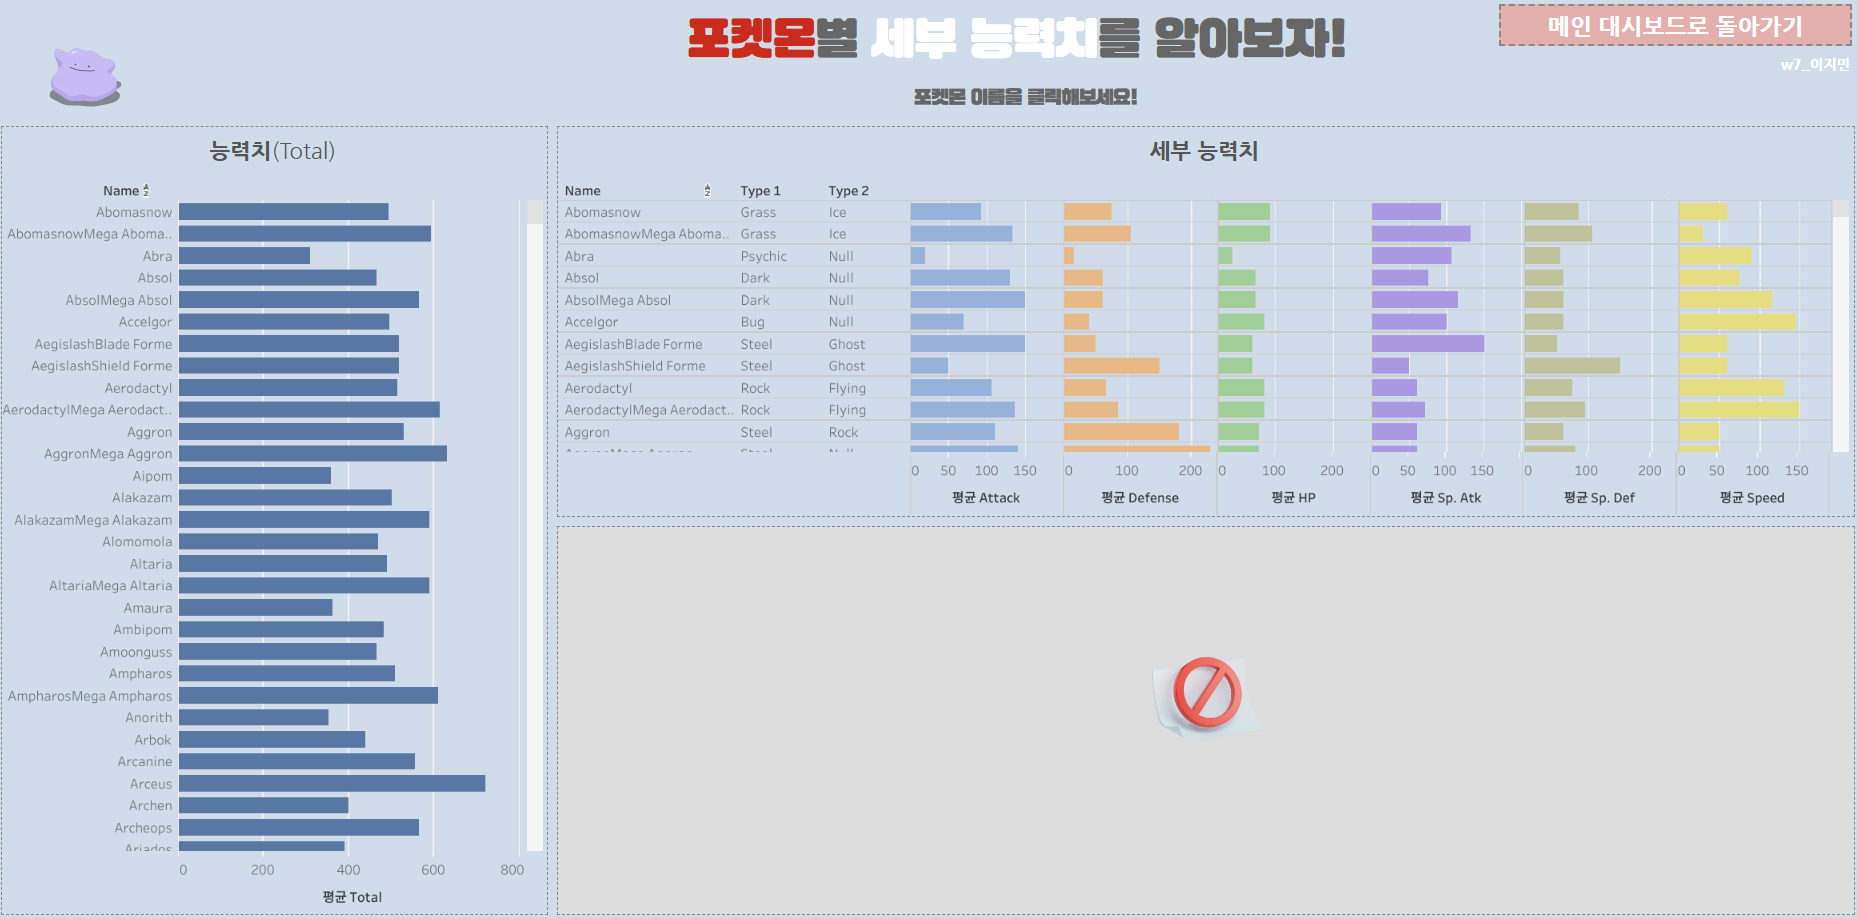 포켓몬별 세부 능력치를 알아보자!
메인 대시보드로 돌아가기
w7_이지민
포켓몬 이름을 클릭해보세요!
능력치(Total)
Name
Abomasnow
AbomasnowMega Aboma..
Abra
Absol
AbsolMega Absol
Accelgor
AegislashBlade Forme
AegislashShield Forme
Aerodactyl
AerodactylMega Aerodact..
Aggron
AggronMega Aggron
Aipom
Alakazam
AlakazamMega Alakazam
Alomomola
Altaria
AltariaMega Altaria
Amaura
Ambipom
Amoonguss
Ampharos
AmpharosMega Ampharos
Anorith
Arbok
Arcanine
Arceus
Archen
Archeops
Ariados
0 200 400 600 800
평균 Total
세부 능력치
Name Type 1 Type 2
Abomasnow Grass Ice
AbomasnowMega Aboma.. Grass Ice
Abra Psychic Null
Absol Dark Null
AbsolMega Absol Dark Null
Accelgor Bug Null
AegislashBlade Forme Steel Ghost
AegislashShield Forme Steel Ghost
Aerodactyl Rock Flying
AerodactylMega Aerodact.. Rock Flying
Aggron Steel Rock
AggronMega Aggron Steel Null
0 50 100 150 0 100 200 0 100 200 0 50 100 150 0 100 200 0 50 100 150
평균 Attack 평균 Defense 평균 HP 평균 Sp. Atk 평균 Sp. Def 평균 Speed